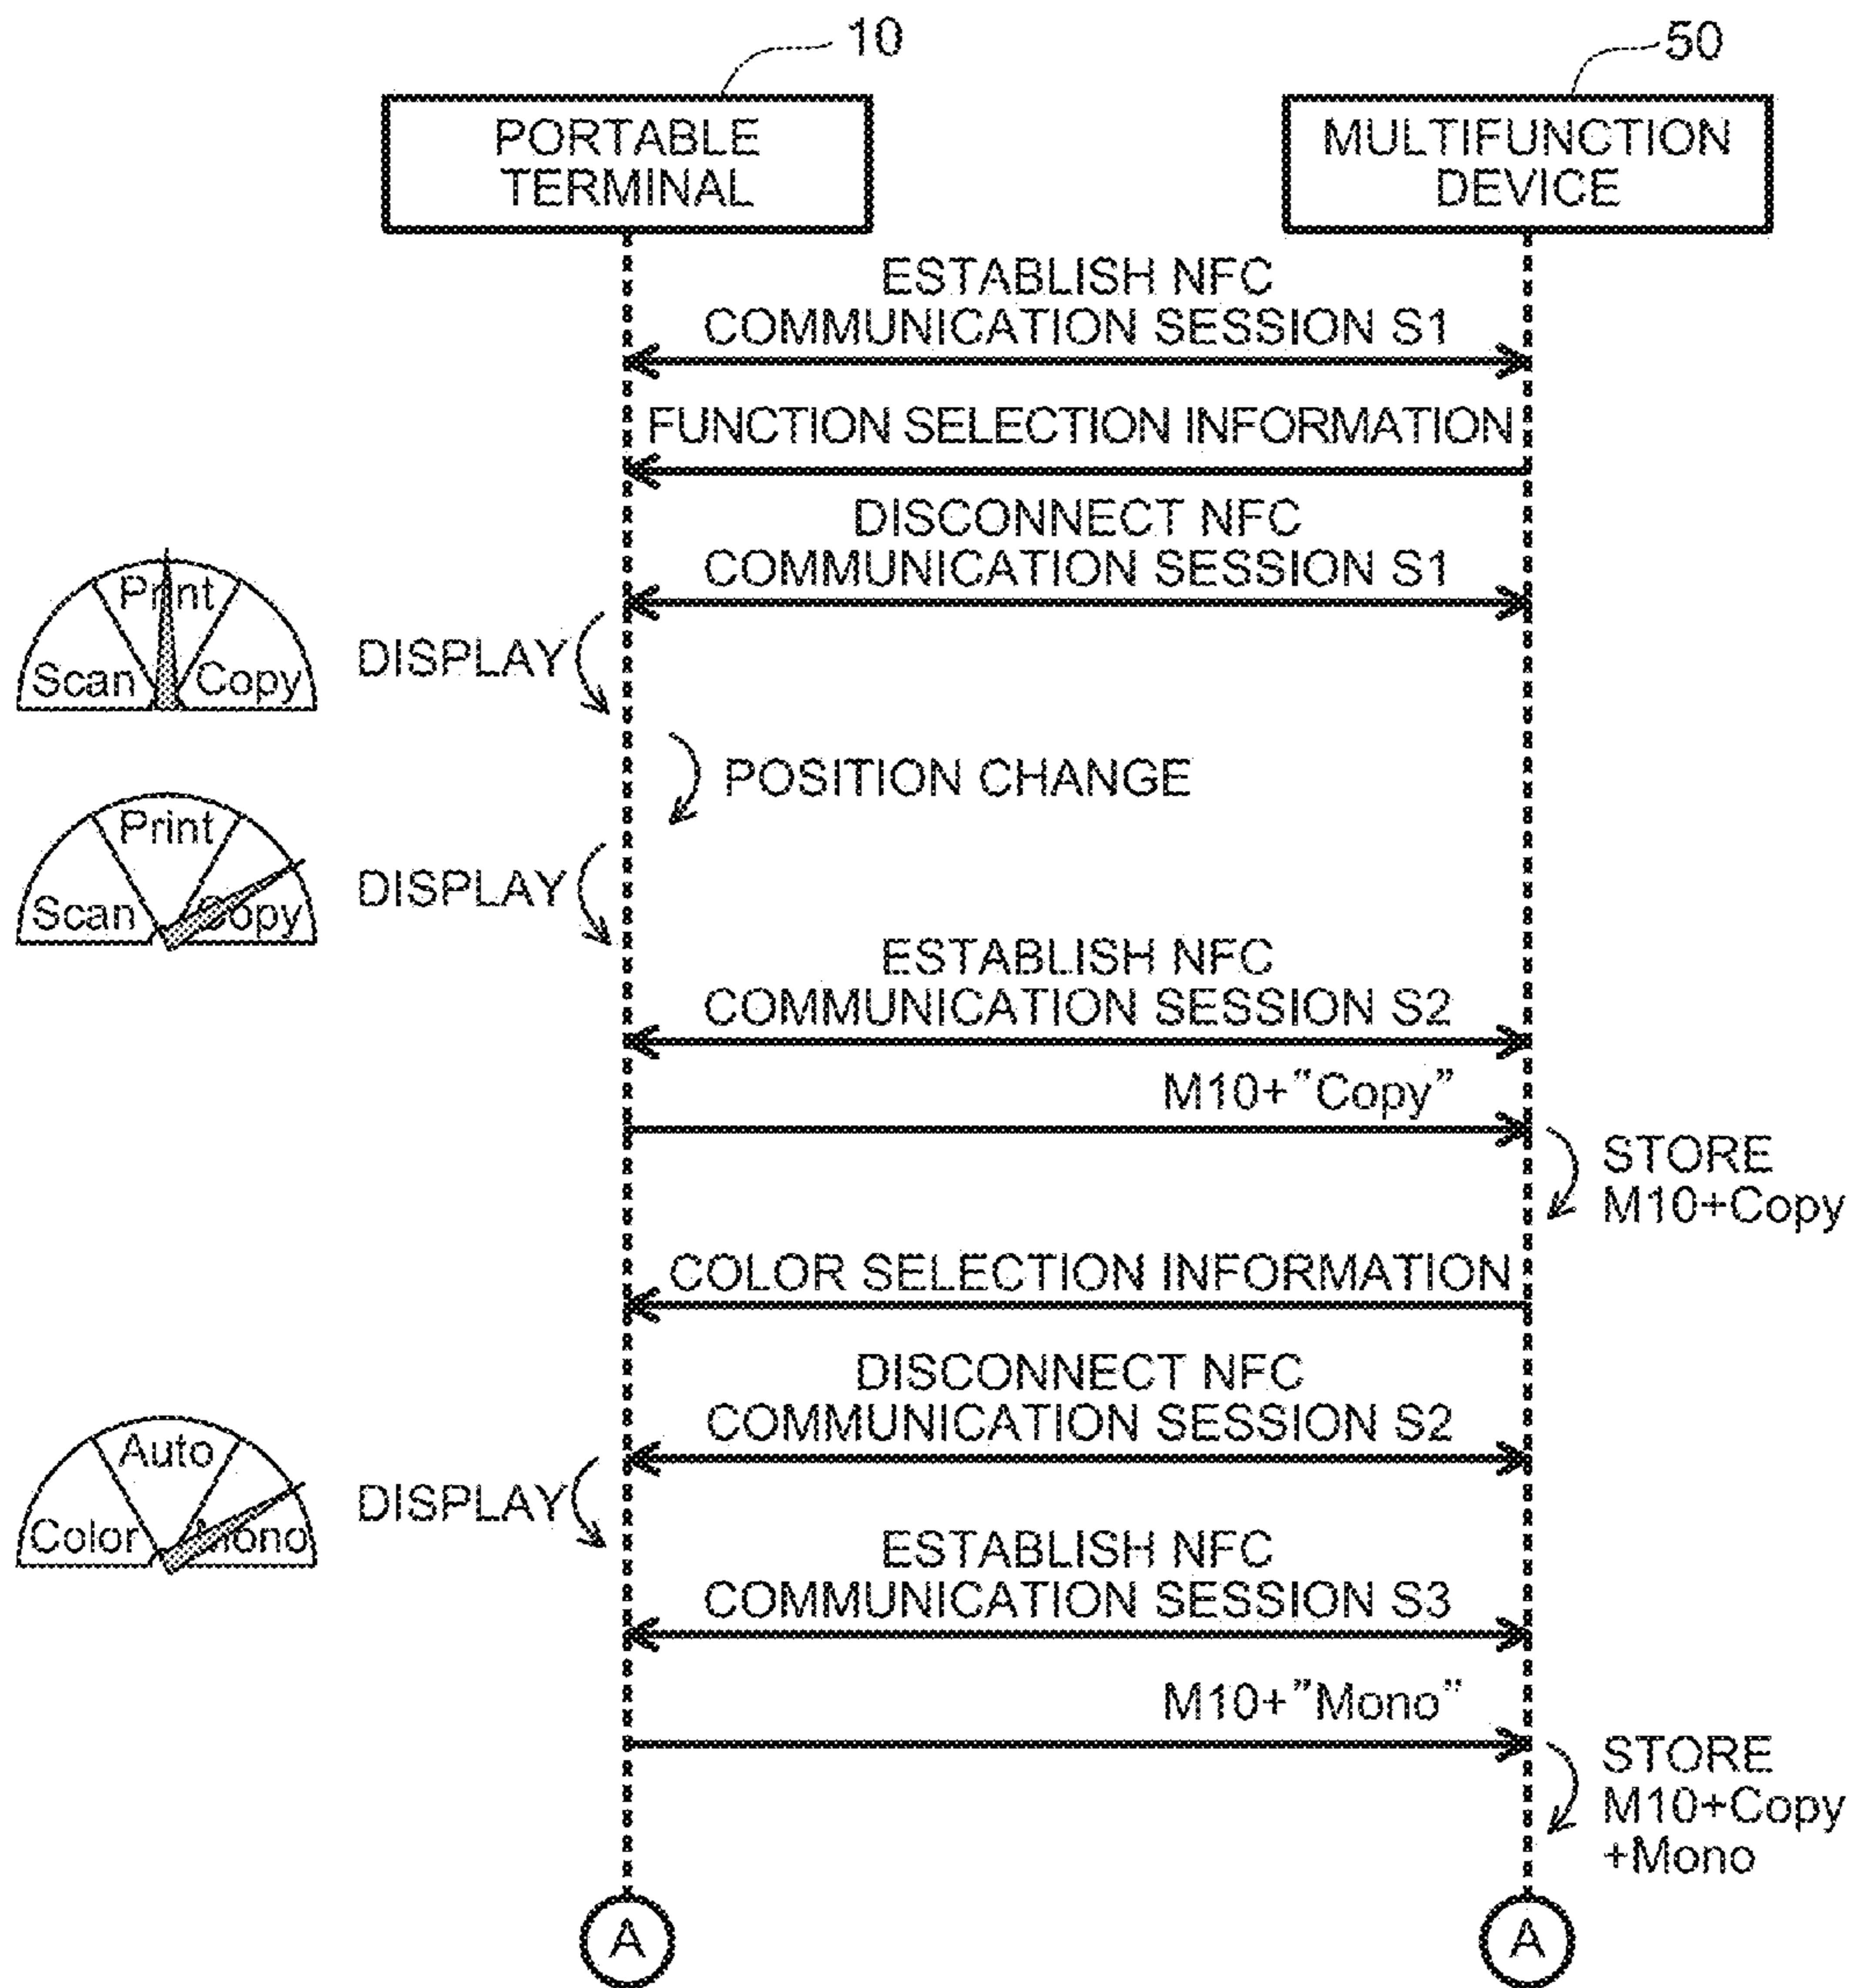 10
50
PORTABLE
TERMINAL
MULTIFUNCTION
DEVICE
ESTABLISH NFC
COMMUNICATION SESSION S1
FUNCTION SELECTION INFORMATION
DISCONNECT NFC
COMMUNICATION SESSION S1
Print
Scan
Copy
DISPLAY
POSITION CHANGE
Print
Scan
Copy
DISPLAY
ESTABLISH NFC
COMMUNICATION SESSION S2
M10+"Copy"
STORE
M10+Copy
COLOR SELECTION INFORMATION
DISCONNECT NFC
COMMUNICATION SESSION S2
Auto
Color
Mono
DISPLAY
ESTABLISH NFC
COMMUNICATION SESSION S3
M10+"Mono"
STORE
M10+Copy
+Mono
A
A